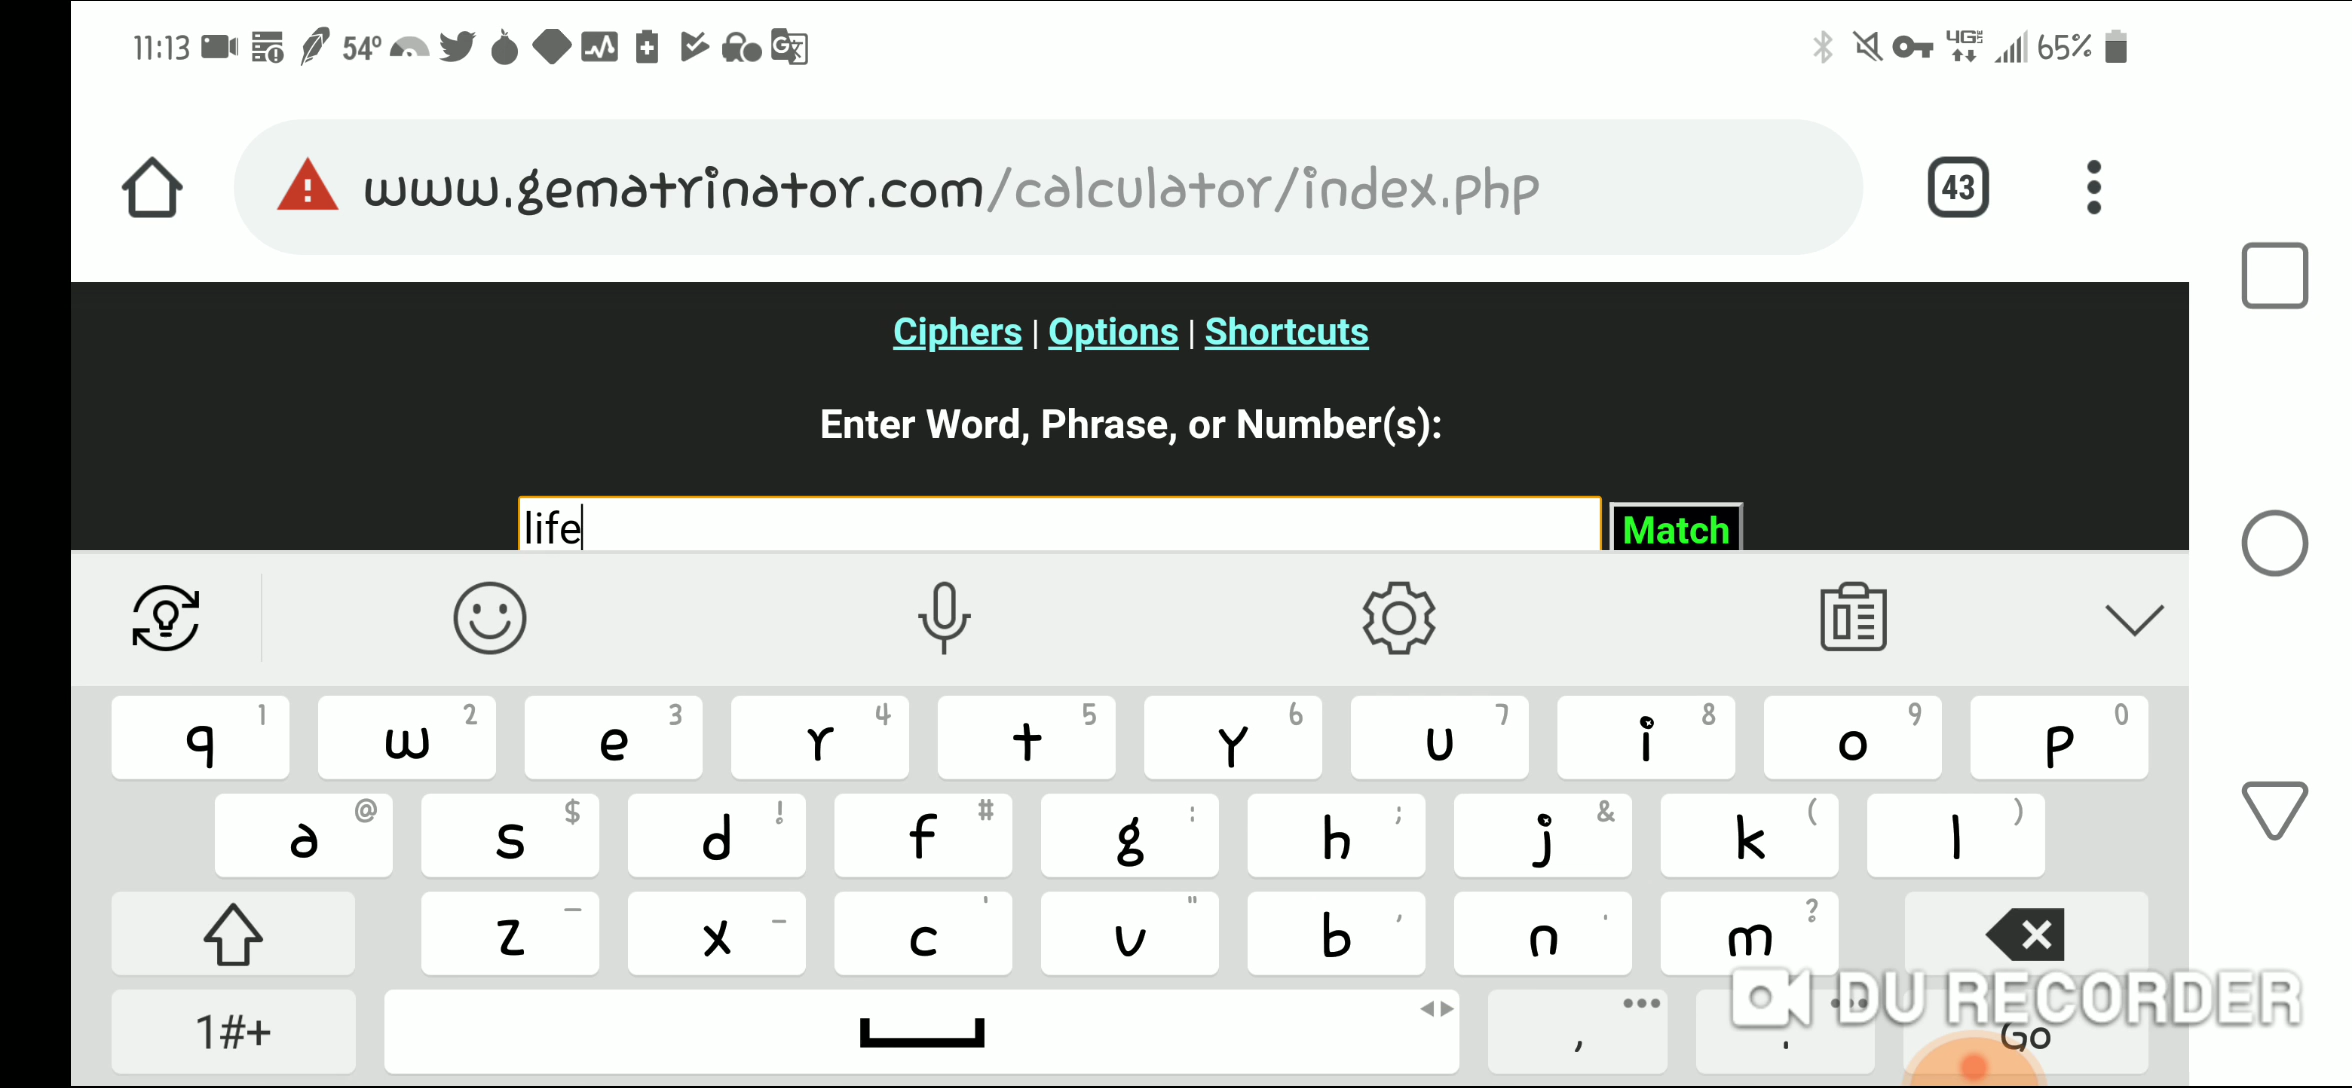 11:13 54° 4G 65%
www.gematrinator.com/calculator/index.php 43
Ciphers | Options | Shortcuts
Enter Word, Phrase, or Number(s):
life Match
q 1 w 2 e 3 r 4 t 5 y 6 u 7 i 8 o 9 p 0
a @ s $ d ! f # g : h ; j & k ( l )
z – x - c ' v " b , n . m ?
1#+ , . Go
DU RECORDER